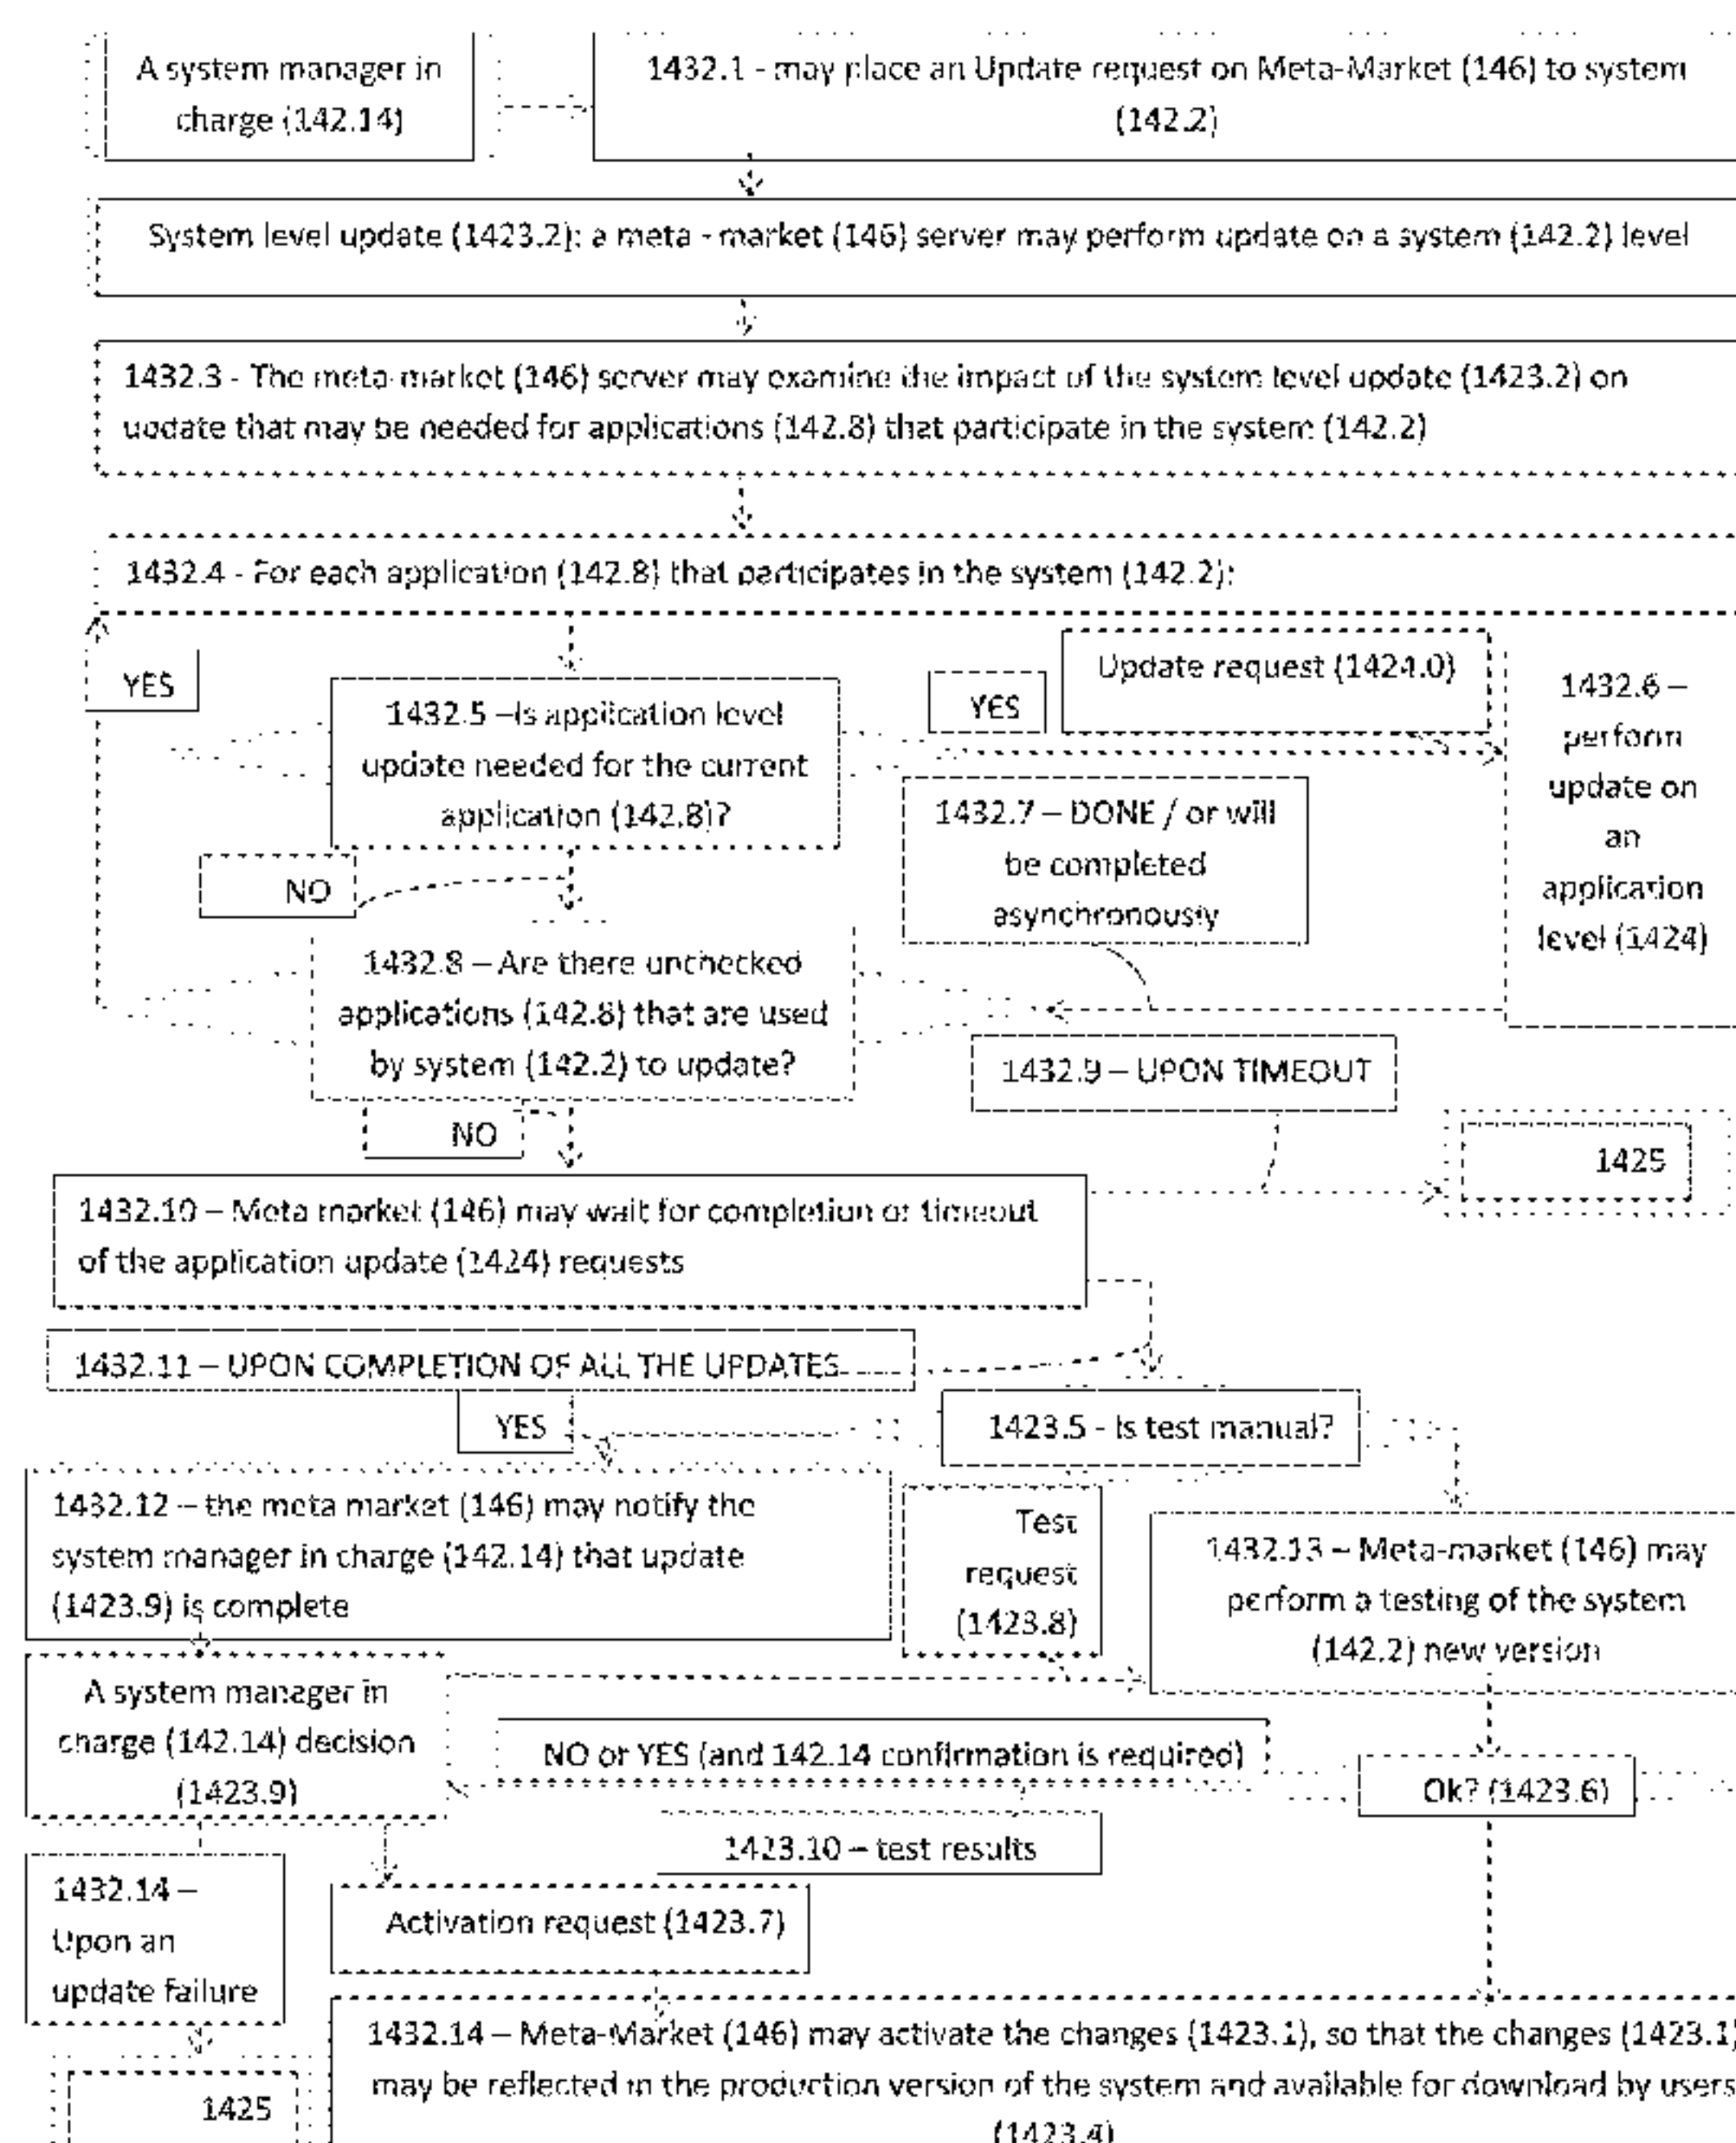 A system manager in
charge (142.14)
1432.1 - may place an Update request on Meta-Market (146) to system
(142.2)
System level update (1423.2): a meta - market (146) server may perform update on a system (142.2) level
1432.3 - The meta-market (146) server may examine the impact of the system level update (1423.2) on
update that may be needed for applications (142.8) that participate in the system (142.2)
1432.4 - For each application (142.8) that participates in the system (142.2):
YES
1432.5 –Is application level
update needed for the current
application (142.8)?
YES
Update request (1424.0)
1432.6 –
perform
update on
an
application
level (1424)
1432.7 – DONE / or will
be completed
asynchronously
NO
1432.8 – Are there unchecked
applications (142.8) that are used
by system (142.2) to update?
1432.9 – UPON TIMEOUT
NO
1425
1432.10 – Meta market (146) may wait for completion or timeout
of the application update (1424) requests
1432.11 – UPON COMPLETION OF ALL THE UPDATES
YES
1423.5 - Is test manual?
1432.12 – the meta market (146) may notify the
system manager in charge (142.14) that update
(1423.9) is complete
Test
request
(1423.8)
1432.13 – Meta-market (146) may
perform a testing of the system
(142.2) new version
A system manager in
charge (142.14) decision
(1423.9)
NO or YES (and 142.14 confirmation is required)
Ok? (1423.6)
1423.10 – test results
1432.14 –
Upon an
update failure
Activation request (1423.7)
1432.14 – Meta-Market (146) may activate the changes (1423.1), so that the changes (1423.1)
may be reflected in the production version of the system and available for download by users
(1423.4)
1425